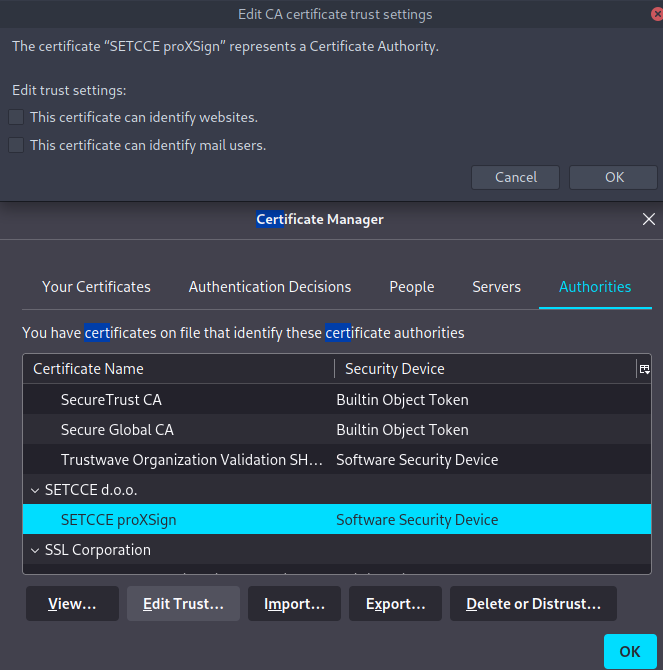 Edit CA certificate trust settings
The certificate “SETCCE proXSign” represents a Certificate Authority.
Edit trust settings:
This certificate can identify websites.
This certificate can identify mail users.
Cancel OK
Certificate Manager
Your Certificates Authentication Decisions People Servers Authorities
You have certificates on file that identify these certificate authorities
Certificate Name Security Device
SecureTrust CA Builtin Object Token
Secure Global CA Builtin Object Token
Trustwave Organization Validation SH… Software Security Device
SETCCE d.o.o.
SETCCE proXSign Software Security Device
SSL Corporation
View… Edit Trust… Import… Export… Delete or Distrust…
OK